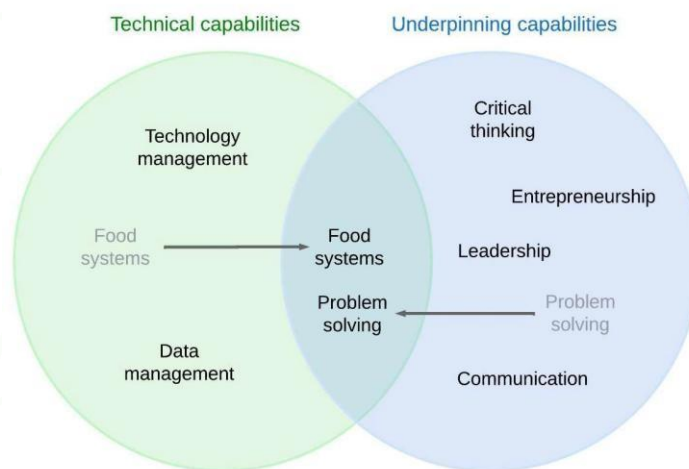 Technical capabilities
Underpinning capabilities
Technology
management
Food
systems
Data
management
Food
systems
Problem
solving
Critical
thinking
Entrepreneurship
Leadership
Problem
solving
Communication